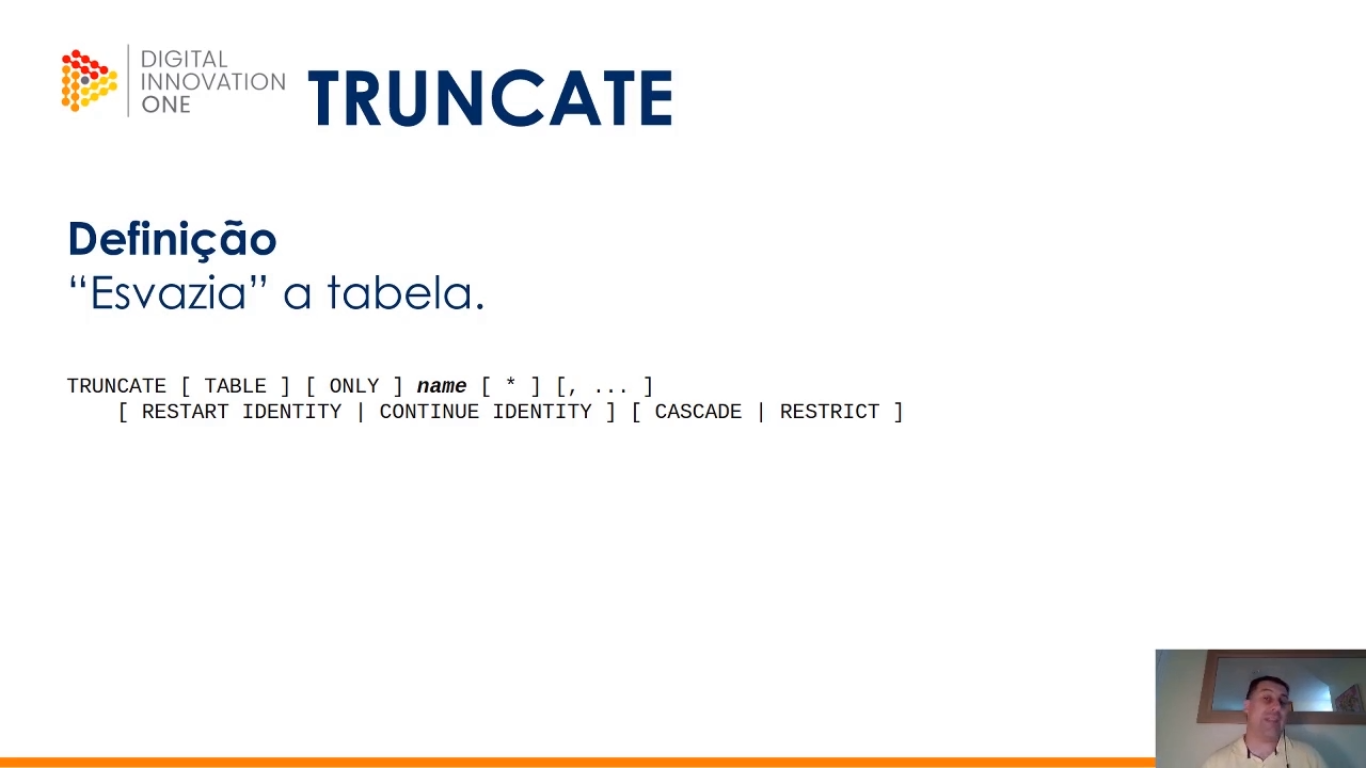 DIGITAL
INNOVATION
ONE
TRUNCATE
Definição
“Esvazia” a tabela.
TRUNCATE [ TABLE ] [ ONLY ] name [ * ] [, ... ]
[ RESTART IDENTITY | CONTINUE IDENTITY ] [ CASCADE | RESTRICT ]